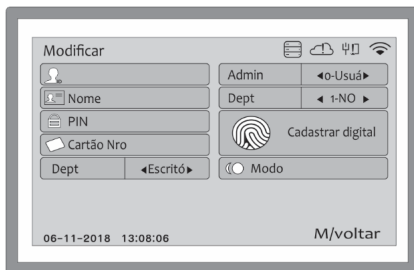 Modificar
Admin ◂o-Usuá▸
Nome
Dept ◂ 1-NO ▸
PIN
Cadastrar digital
Cartão Nro
Dept ◂Escritó▸
Modo
06-11-2018 13:08:06
M/voltar